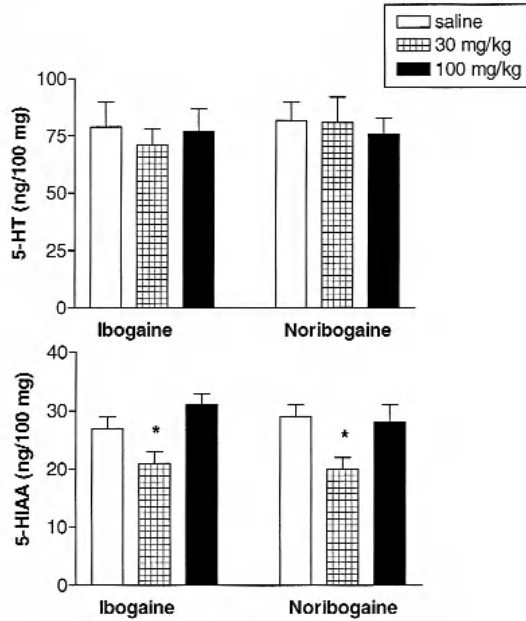 saline
30 mg/kg
100 mg/kg
5-HT (ng/100 mg)
100
75
50
25
0
Ibogaine Noribogaine
5-HIAA (ng/100 mg)
40
30
20
10
0
* *
Ibogaine Noribogaine